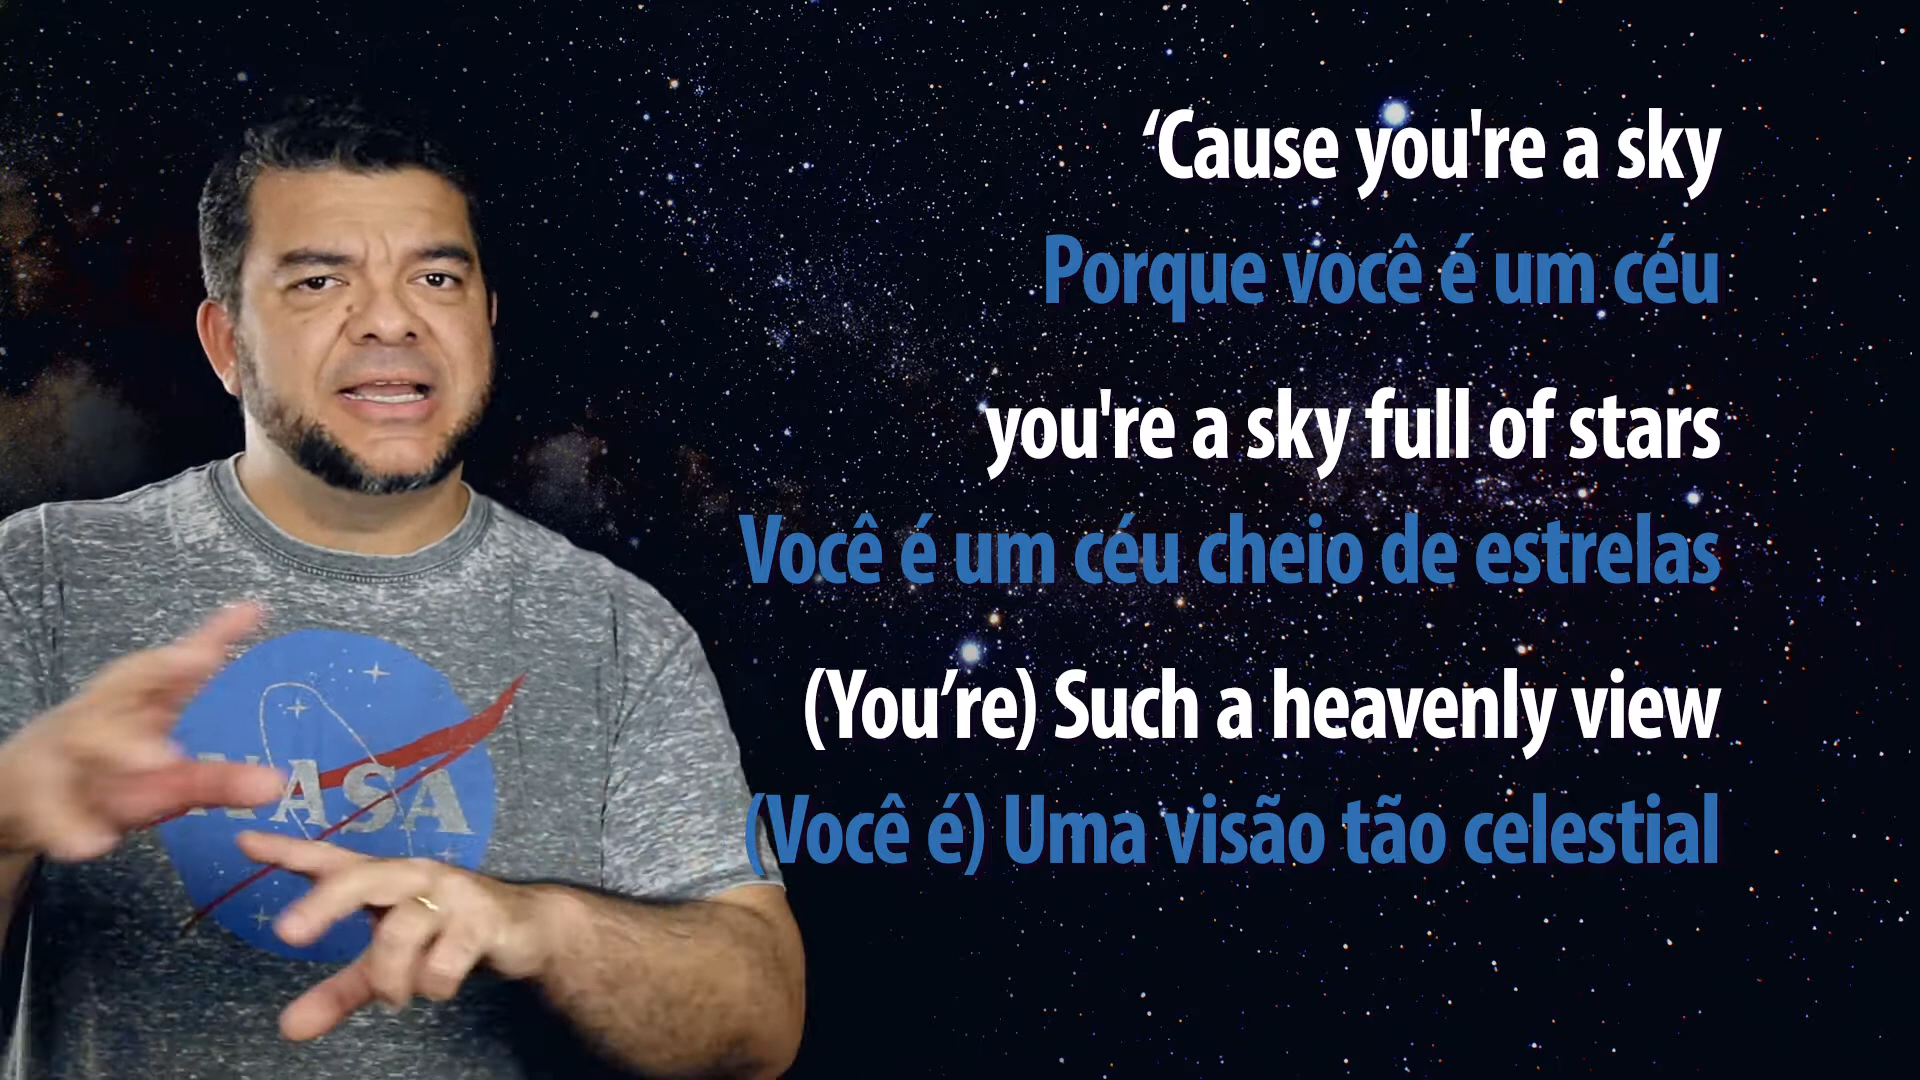 ‘Cause you're a sky
Porque você é um céu
you're a sky full of stars
Você é um céu cheio de estrelas
(You’re) Such a heavenly view
(Você é) Uma visão tão celestial
NASA